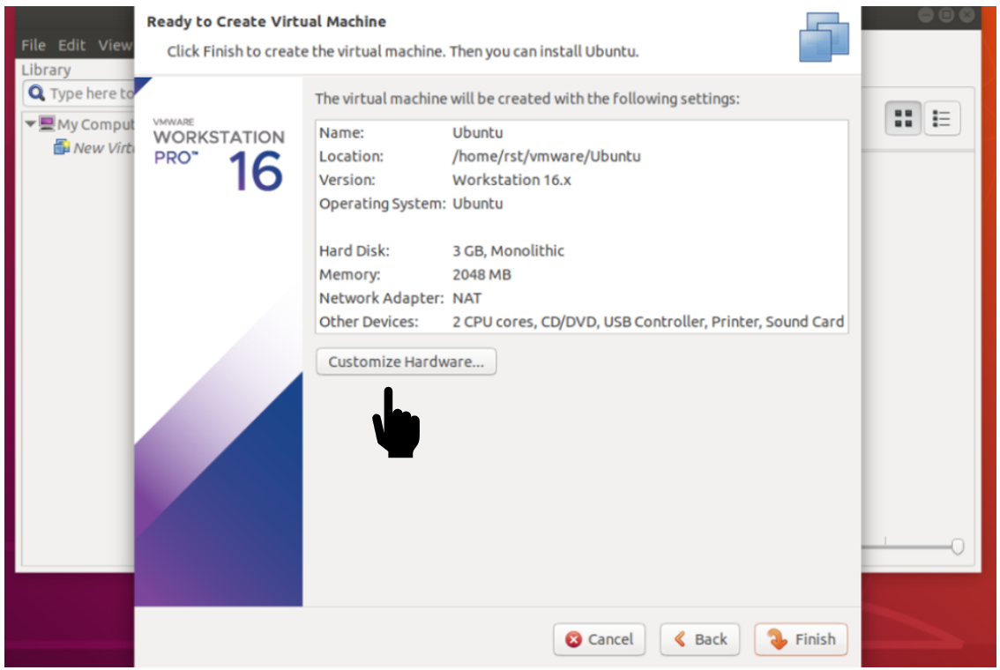 Ready to Create Virtual Machine
Click Finish to create the virtual machine. Then you can install Ubuntu.
File Edit View
Library
Type here to
My Comput
New Virt
VMWARE
WORKSTATION
PRO™ 16
The virtual machine will be created with the following settings:
Name: Ubuntu
Location: /home/rst/vmware/Ubuntu
Version: Workstation 16.x
Operating System: Ubuntu
Hard Disk: 3 GB, Monolithic
Memory: 2048 MB
Network Adapter: NAT
Other Devices: 2 CPU cores, CD/DVD, USB Controller, Printer, Sound Card
Customize Hardware...
Cancel
Back
Finish